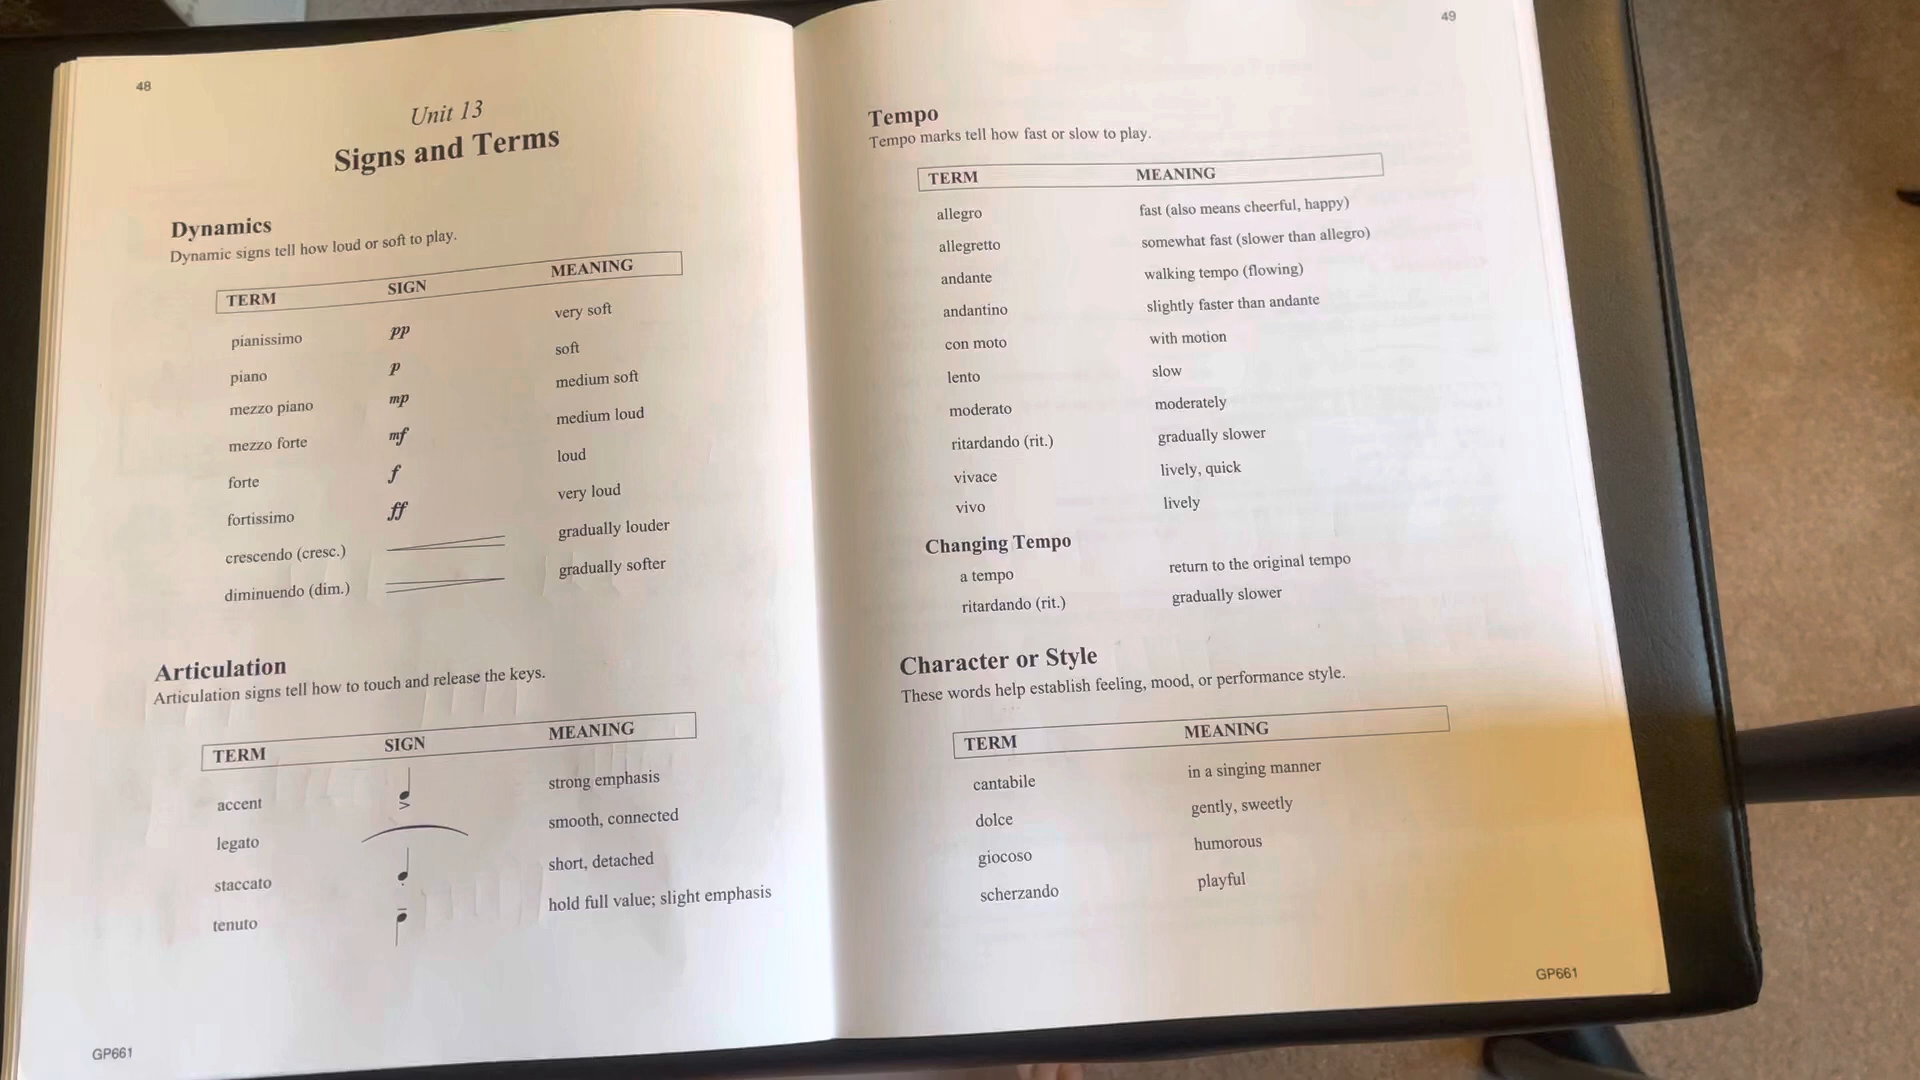 48
Unit 13
Signs and Terms
Dynamics
Dynamic signs tell how loud or soft to play.
TERM SIGN MEANING
pianissimo pp very soft
piano p soft
mezzo piano mp medium soft
mezzo forte mf medium loud
forte f loud
fortissimo ff very loud
crescendo (cresc.) gradually louder
diminuendo (dim.) gradually softer
Articulation
Articulation signs tell how to touch and release the keys.
TERM SIGN MEANING
accent strong emphasis
legato smooth, connected
staccato short, detached
tenuto hold full value; slight emphasis
GP661
49
Tempo
Tempo marks tell how fast or slow to play.
TERM MEANING
allegro fast (also means cheerful, happy)
allegretto somewhat fast (slower than allegro)
andante walking tempo (flowing)
andantino slightly faster than andante
con moto with motion
lento slow
moderato moderately
ritardando (rit.) gradually slower
vivace lively, quick
vivo lively
Changing Tempo
a tempo return to the original tempo
ritardando (rit.) gradually slower
Character or Style
These words help establish feeling, mood, or performance style.
TERM MEANING
cantabile in a singing manner
dolce gently, sweetly
giocoso humorous
scherzando playful
GP661